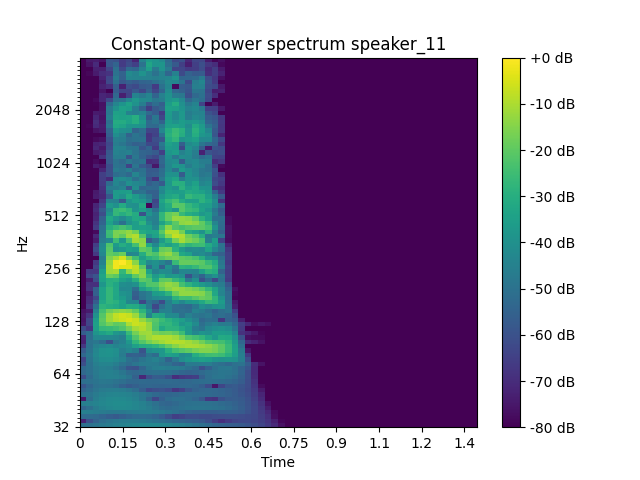 Constant-Q power spectrum speaker_11
Hz
2048
1024
512
256
128
64
32
0 0.15 0.3 0.45 0.6 0.75 0.9 1.1 1.2 1.4
Time
+0 dB
-10 dB
-20 dB
-30 dB
-40 dB
-50 dB
-60 dB
-70 dB
-80 dB